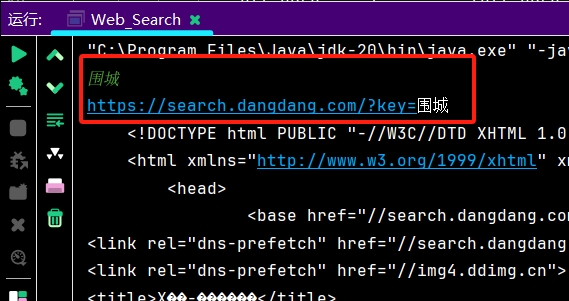 运行: Web_Search
"C:\Program Files\Java\jdk-20\bin\java.exe" "-jav
围城
https://search.dangdang.com/?key=围城
<!DOCTYPE html PUBLIC "-//W3C//DTD XHTML 1.0
<html xmlns="http://www.w3.org/1999/xhtml" xm
<head>
<base href="//search.dangdang.com
<link rel="dns-prefetch" href="//search.dangdang
<link rel="dns-prefetch" href="//img4.ddimg.cn">
<title>X��-������</title>